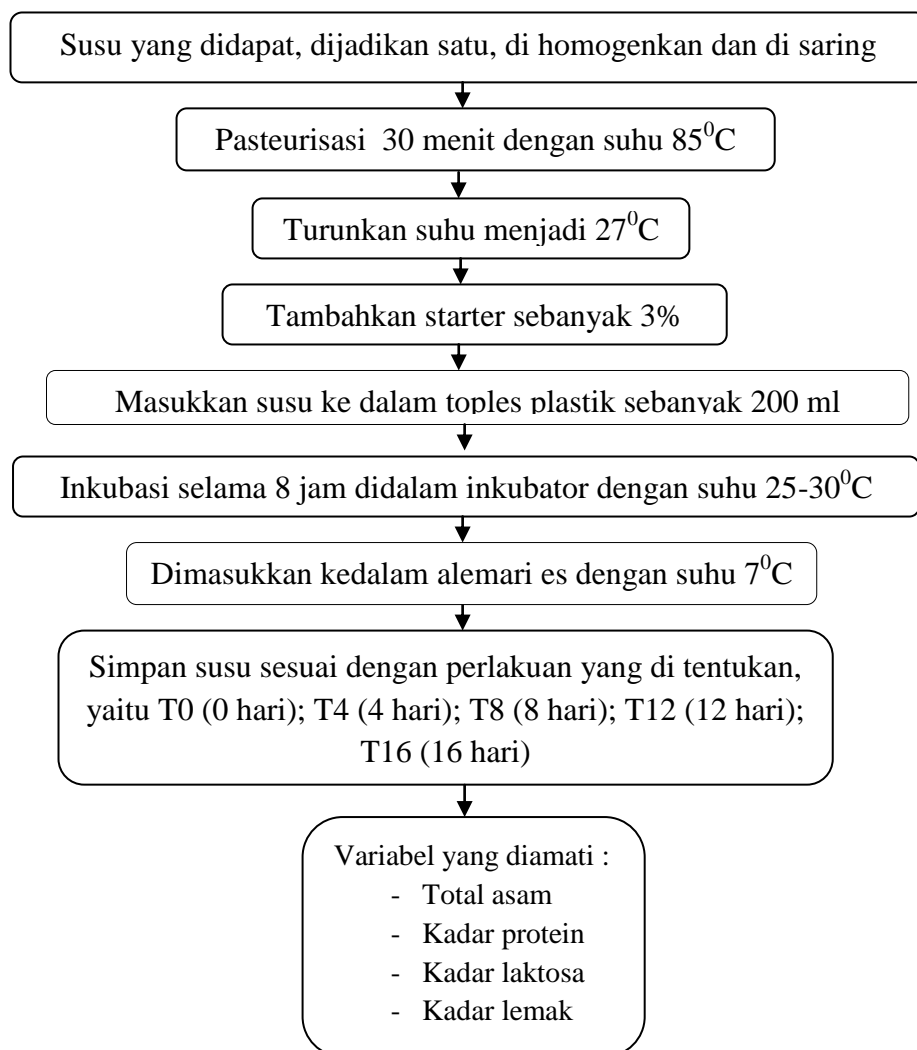 Susu yang didapat, dijadikan satu, di homogenkan dan di saring
Pasteurisasi  30 menit dengan suhu 85⁰C
Turunkan suhu menjadi 27⁰C
Tambahkan starter sebanyak 3%
Masukkan susu ke dalam toples plastik sebanyak 200 ml
Inkubasi selama 8 jam didalam inkubator dengan suhu 25-30⁰C
Dimasukkan kedalam alemari es dengan suhu 7⁰C
Simpan susu sesuai dengan perlakuan yang di tentukan,
yaitu T0 (0 hari); T4 (4 hari); T8 (8 hari); T12 (12 hari);
T16 (16 hari)
Variabel yang diamati :
- Total asam
- Kadar protein
- Kadar laktosa
- Kadar lemak